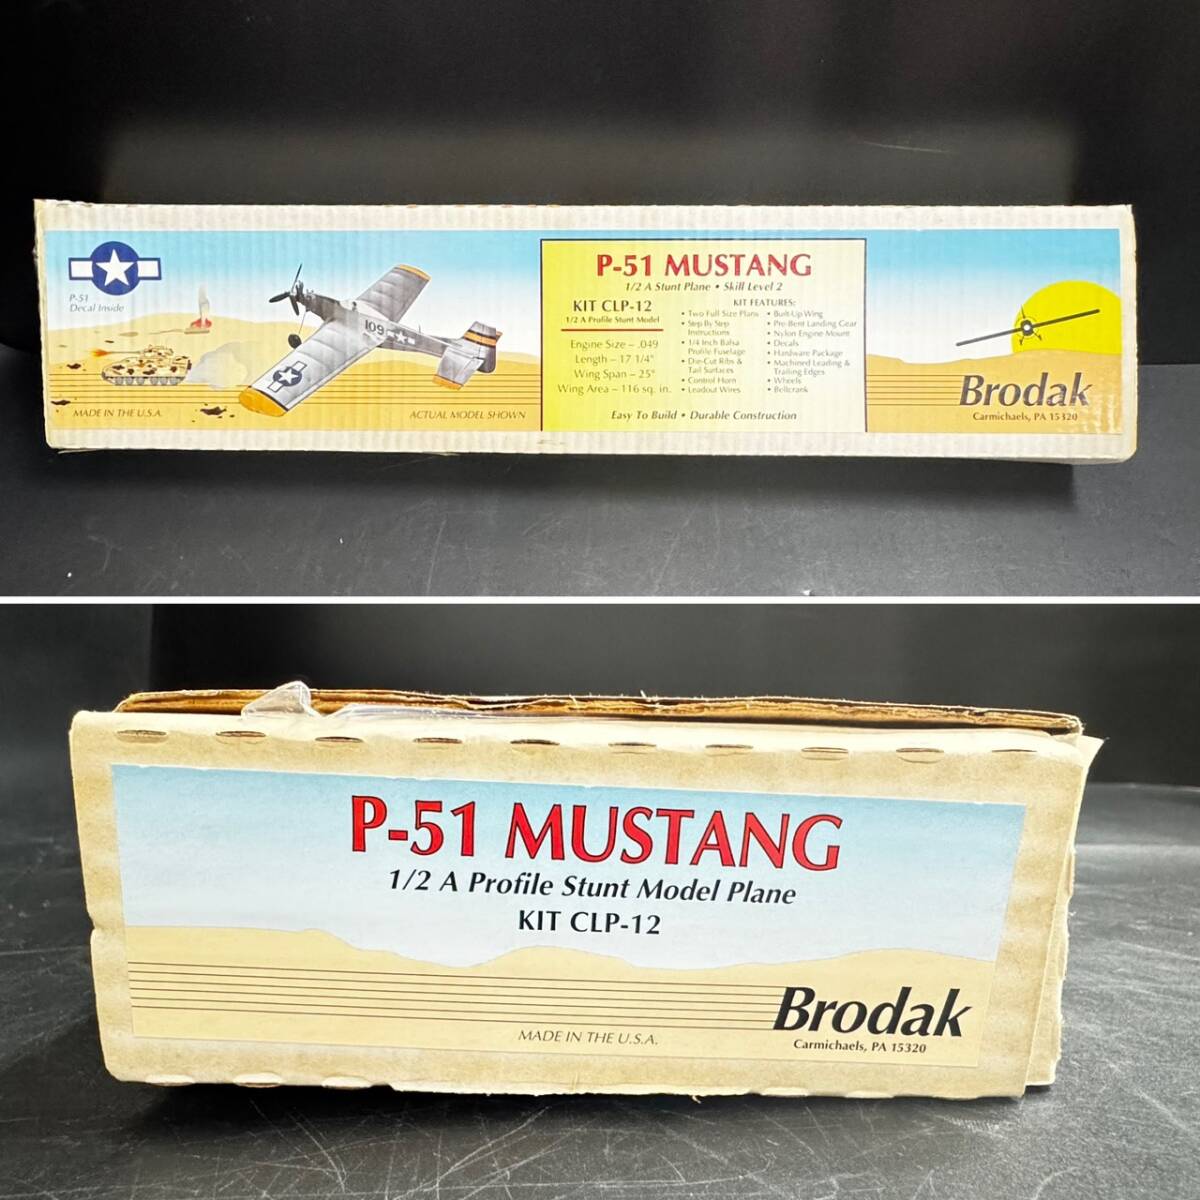 P-51
Decal Inside
MADE IN THE U.S.A.
109
ACTUAL MODEL SHOWN
P-51 MUSTANG
1/2 A Stunt Plane • Skill Level 2
KIT CLP-12
1/2 A Profile Stunt Model
Engine Size – .049
Length – 17 1/4"
Wing Span – 25"
Wing Area – 116 sq. in.
KIT FEATURES:
• Two Full Size Plans
• Step By Step
Instructions
• 1/4 Inch Balsa
Profile Fuselage
• Die-Cut Ribs &
Tail Surfaces
• Control Horn
• Leadout Wires
• Built-Up Wing
• Pre-Bent Landing Gear
• Nylon Engine Mount
• Decals
• Hardware Package
• Machined Leading &
Trailing Edges
• Wheels
• Bellcrank
Easy To Build • Durable Construction
Brodak
Carmichaels, PA 15320
P-51 MUSTANG
1/2 A Profile Stunt Model Plane
KIT CLP-12
MADE IN THE U.S.A.
Brodak
Carmichaels, PA 15320